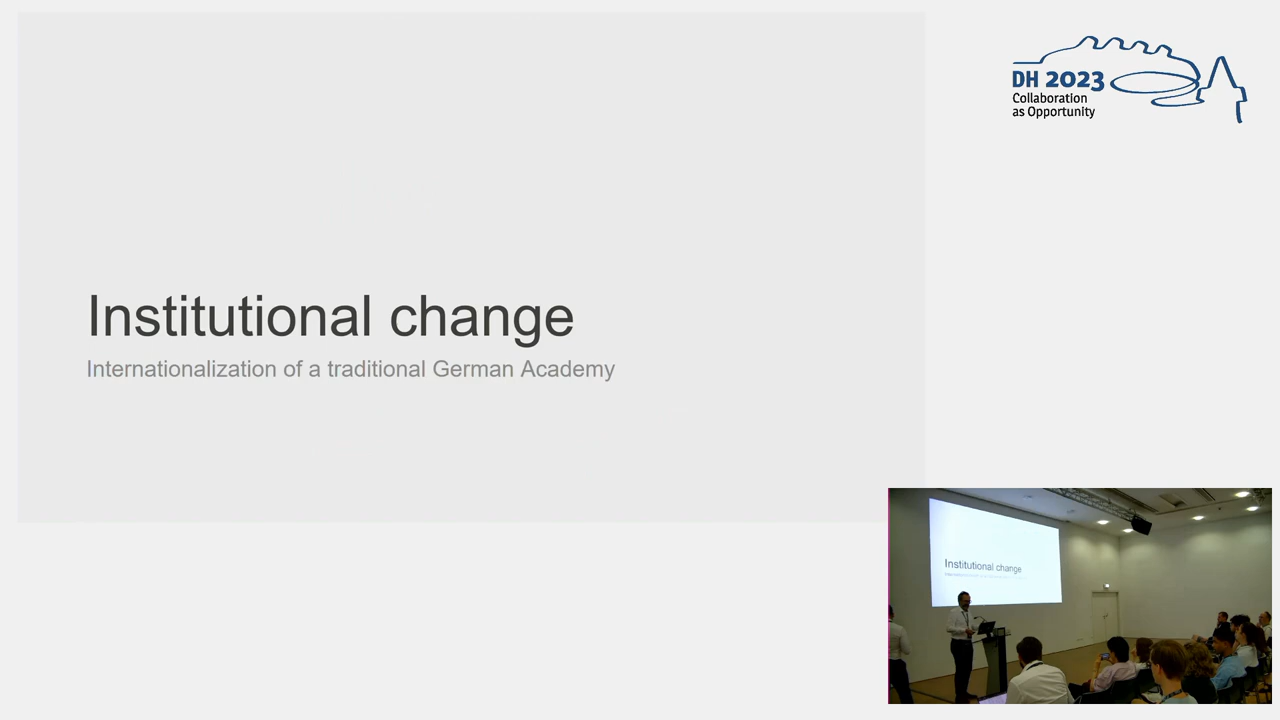 Institutional change
Internationalization of a traditional German Academy
DH 2023
Collaboration
as Opportunity
Institutional change